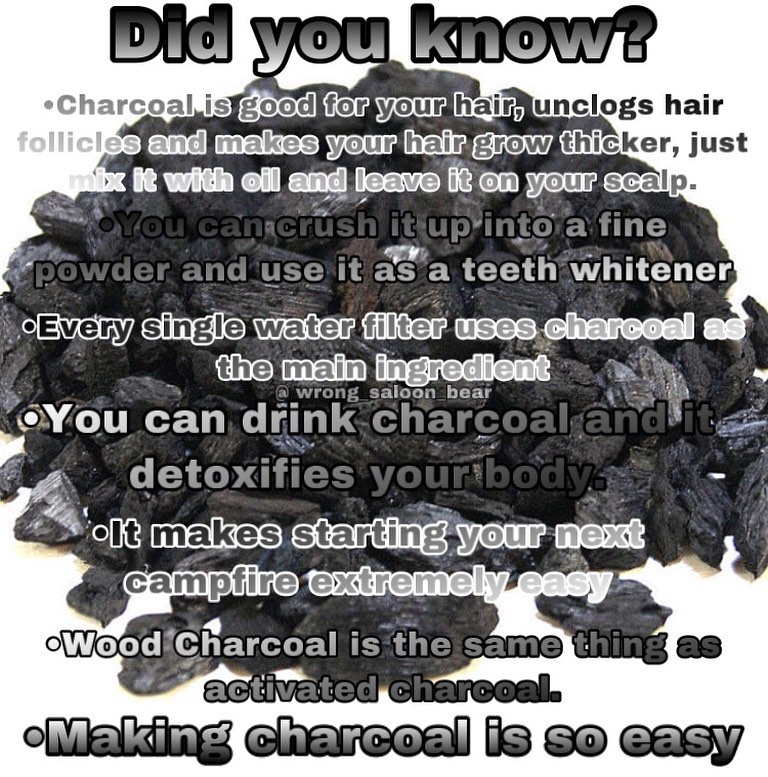 Did you know?
•Charcoal is good for your hair, unclogs hair
follicles and makes your hair grow thicker, just
mix it with oil and leave it on your scalp.
•You can crush it up into a fine
powder and use it as a teeth whitener
•Every single water filter uses charcoal as
the main ingredient
@ wrong_saloon_bear
•You can drink charcoal and it
detoxifies your body.
•It makes starting your next
campfire extremely easy
•Wood Charcoal is the same thing as
activated charcoal.
•Making charcoal is so easy